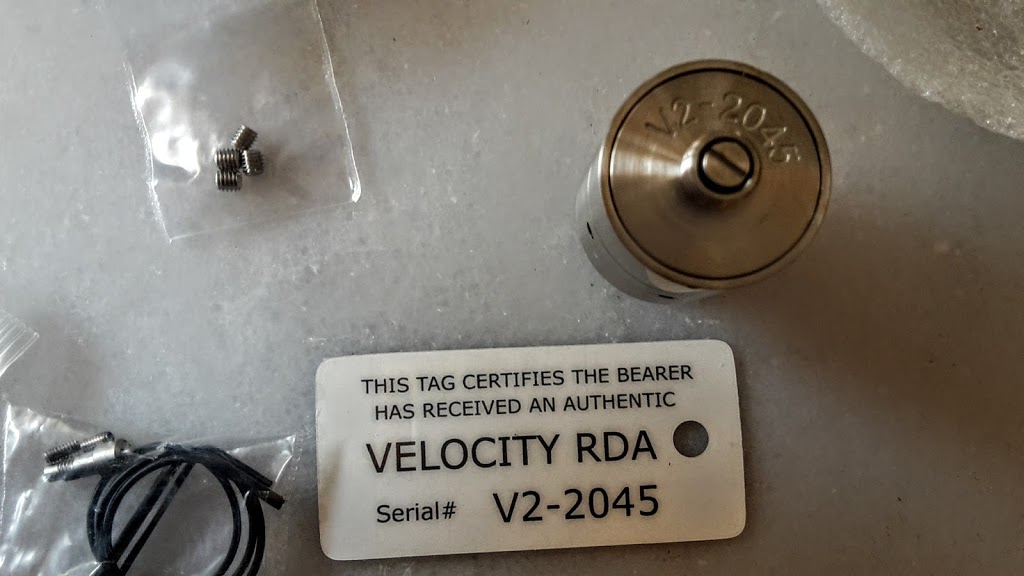 V2-2045
THIS TAG CERTIFIES THE BEARER
HAS RECEIVED AN AUTHENTIC
VELOCITY RDA
Serial# V2-2045